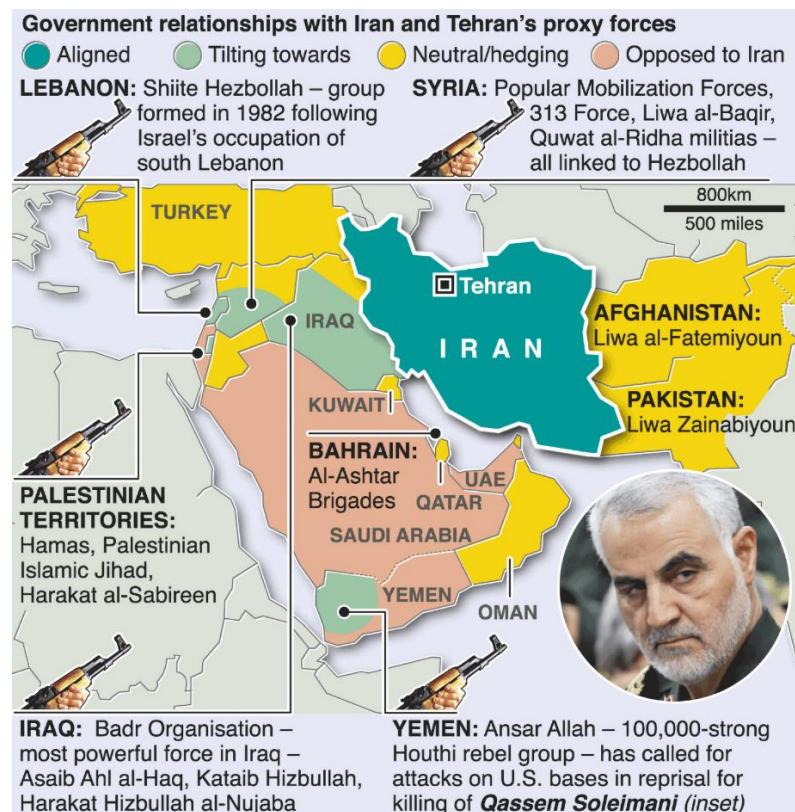 Government relationships with Iran and Tehran's proxy forces
Aligned
Tilting towards
Neutral/hedging
Opposed to Iran
LEBANON: Shiite Hezbollah – group
formed in 1982 following
Israel's occupation of
south Lebanon
SYRIA: Popular Mobilization Forces,
313 Force, Liwa al-Baqir,
Quwat al-Ridha militias –
all linked to Hezbollah
800km
500 miles
TURKEY
Tehran
IRAQ
IRAN
AFGHANISTAN:
Liwa al-Fatemiyoun
PAKISTAN:
Liwa Zainabiyoun
KUWAIT
BAHRAIN:
Al-Ashtar
Brigades
QATAR
UAE
SAUDI ARABIA
YEMEN
OMAN
PALESTINIAN
TERRITORIES:
Hamas, Palestinian
Islamic Jihad,
Harakat al-Sabireen
IRAQ: Badr Organisation –
most powerful force in Iraq –
Asaib Ahl al-Haq, Kataib Hizbullah,
Harakat Hizbullah al-Nujaba
YEMEN: Ansar Allah – 100,000-strong
Houthi rebel group – has called for
attacks on U.S. bases in reprisal for
killing of Qassem Soleimani (inset)